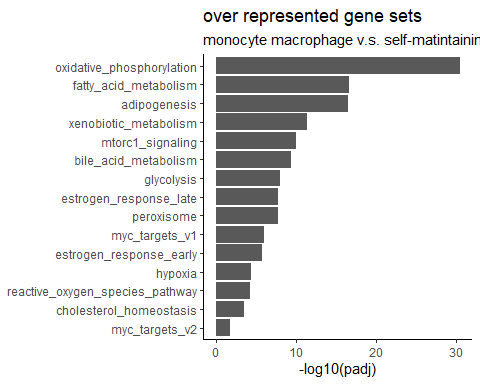 over represented gene sets
monocyte macrophage v.s. self-matintainin
oxidative_phosphorylation
fatty_acid_metabolism
adipogenesis
xenobiotic_metabolism
mtorc1_signaling
bile_acid_metabolism
glycolysis
estrogen_response_late
peroxisome
myc_targets_v1
estrogen_response_early
hypoxia
reactive_oxygen_species_pathway
cholesterol_homeostasis
myc_targets_v2
0 10 20 30
-log10(padj)